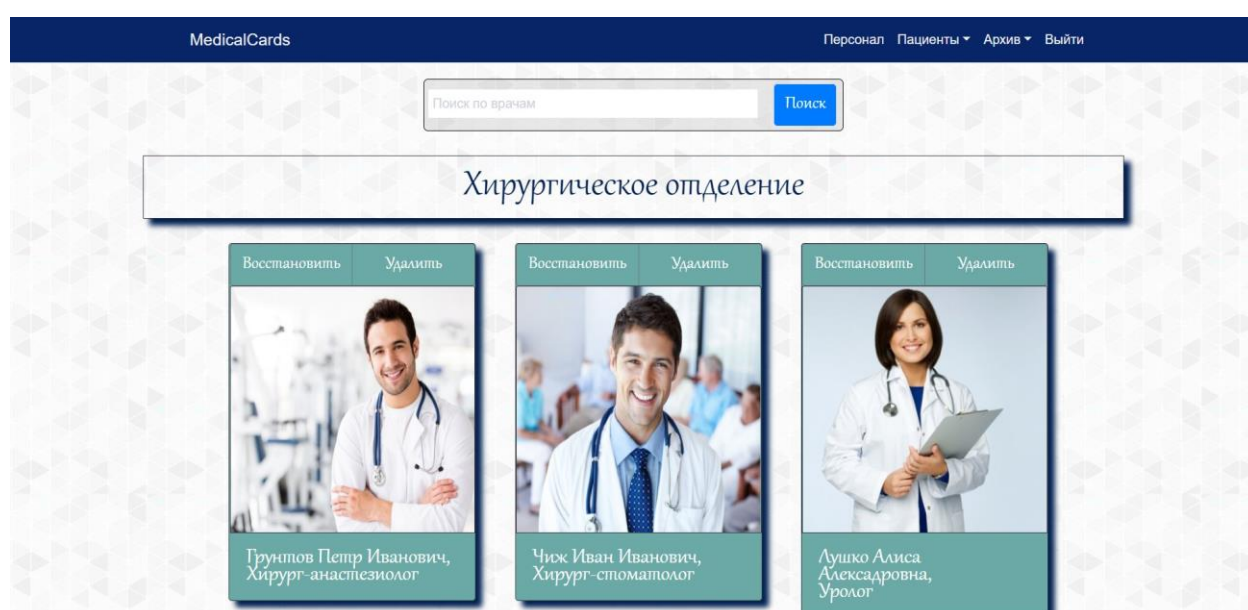 MedicalCards Персонал Пациенты Архив Выйти
Поиск по врачам Поиск
Хирургическое отделение
Восстановить Удалить Восстановить Удалить Восстановить Удалить
Грунтов Петр Иванович,
Хирург-анастезиолог
Чиж Иван Иванович,
Хирург-стоматолог
Лушко Алиса
Алексадровна,
Уролог